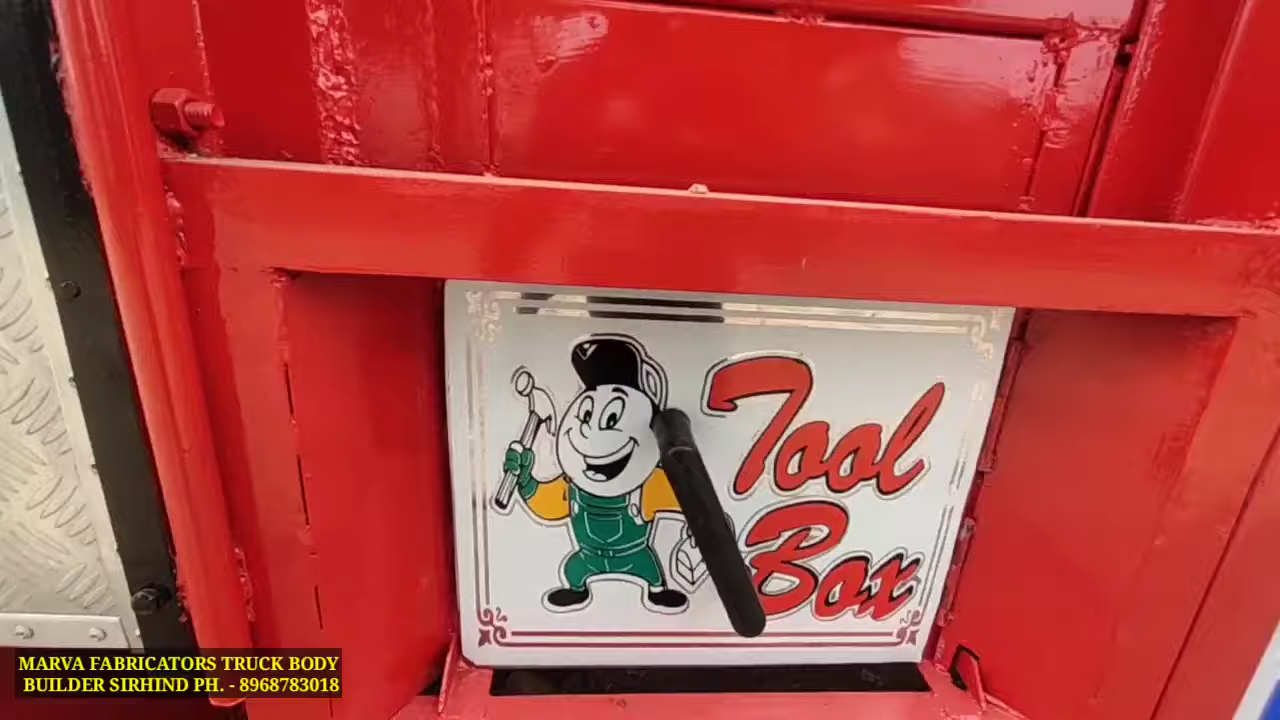 Tool
Box
MARVA FABRICATORS TRUCK BODY
BUILDER SIRHIND PH. - 8968783018